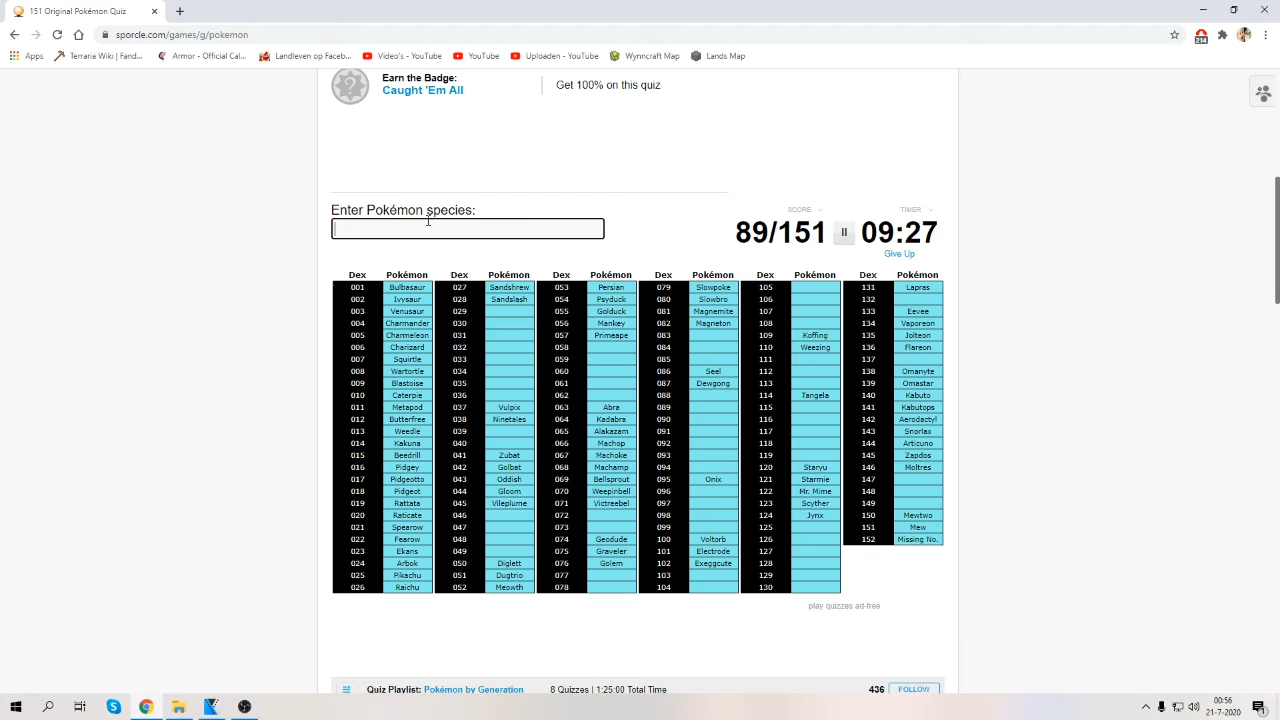 151 Original Pokémon Quiz
sporcle.com/games/g/pokemon
214
Apps
Terraria Wiki | Fand...
Armor - Official Cal...
Landleven op Faceb...
Video's - YouTube
YouTube
Uploaden - YouTube
Wynncraft Map
Lands Map
Earn the Badge:
Caught 'Em All
Get 100% on this quiz
Enter Pokémon species:
SCORE
TIMER
89/151
09:27
Give Up
Dex Pokémon Dex Pokémon Dex Pokémon Dex Pokémon Dex Pokémon Dex Pokémon
001 Bulbasaur 027 Sandshrew 053 Persian 079 Slowpoke 105 131 Lapras
002 Ivysaur 028 Sandslash 054 Psyduck 080 Slowbro 106 132
003 Venusaur 029 055 Golduck 081 Magnemite 107 133 Eevee
004 Charmander 030 056 Mankey 082 Magneton 108 134 Vaporeon
005 Charmeleon 031 057 Primeape 083 109 Koffing 135 Jolteon
006 Charizard 032 058 084 110 Weezing 136 Flareon
007 Squirtle 033 059 085 111 137
008 Wartortle 034 060 086 Seel 112 138 Omanyte
009 Blastoise 035 061 087 Dewgong 113 139 Omastar
010 Caterpie 036 062 088 114 Tangela 140 Kabuto
011 Metapod 037 Vulpix 063 Abra 089 115 141 Kabutops
012 Butterfree 038 Ninetales 064 Kadabra 090 116 142 Aerodactyl
013 Weedle 039 065 Alakazam 091 117 143 Snorlax
014 Kakuna 040 066 Machop 092 118 144 Articuno
015 Beedrill 041 Zubat 067 Machoke 093 119 145 Zapdos
016 Pidgey 042 Golbat 068 Machamp 094 120 Staryu 146 Moltres
017 Pidgeotto 043 Oddish 069 Bellsprout 095 Onix 121 Starmie 147
018 Pidgeot 044 Gloom 070 Weepinbell 096 122 Mr. Mime 148
019 Rattata 045 Vileplume 071 Victreebel 097 123 Scyther 149
020 Raticate 046 072 098 124 Jynx 150 Mewtwo
021 Spearow 047 073 099 125 151 Mew
022 Fearow 048 074 Geodude 100 Voltorb 126 152 Missing No.
023 Ekans 049 075 Graveler 101 Electrode 127
024 Arbok 050 Diglett 076 Golem 102 Exeggcute 128
025 Pikachu 051 Dugtrio 077 103 129
026 Raichu 052 Meowth 078 104 130
play quizzes ad-free
Quiz Playlist: Pokémon by Generation
8 Quizzes | 1:25:00 Total Time
436
FOLLOW
00:56
21-7-2020
1